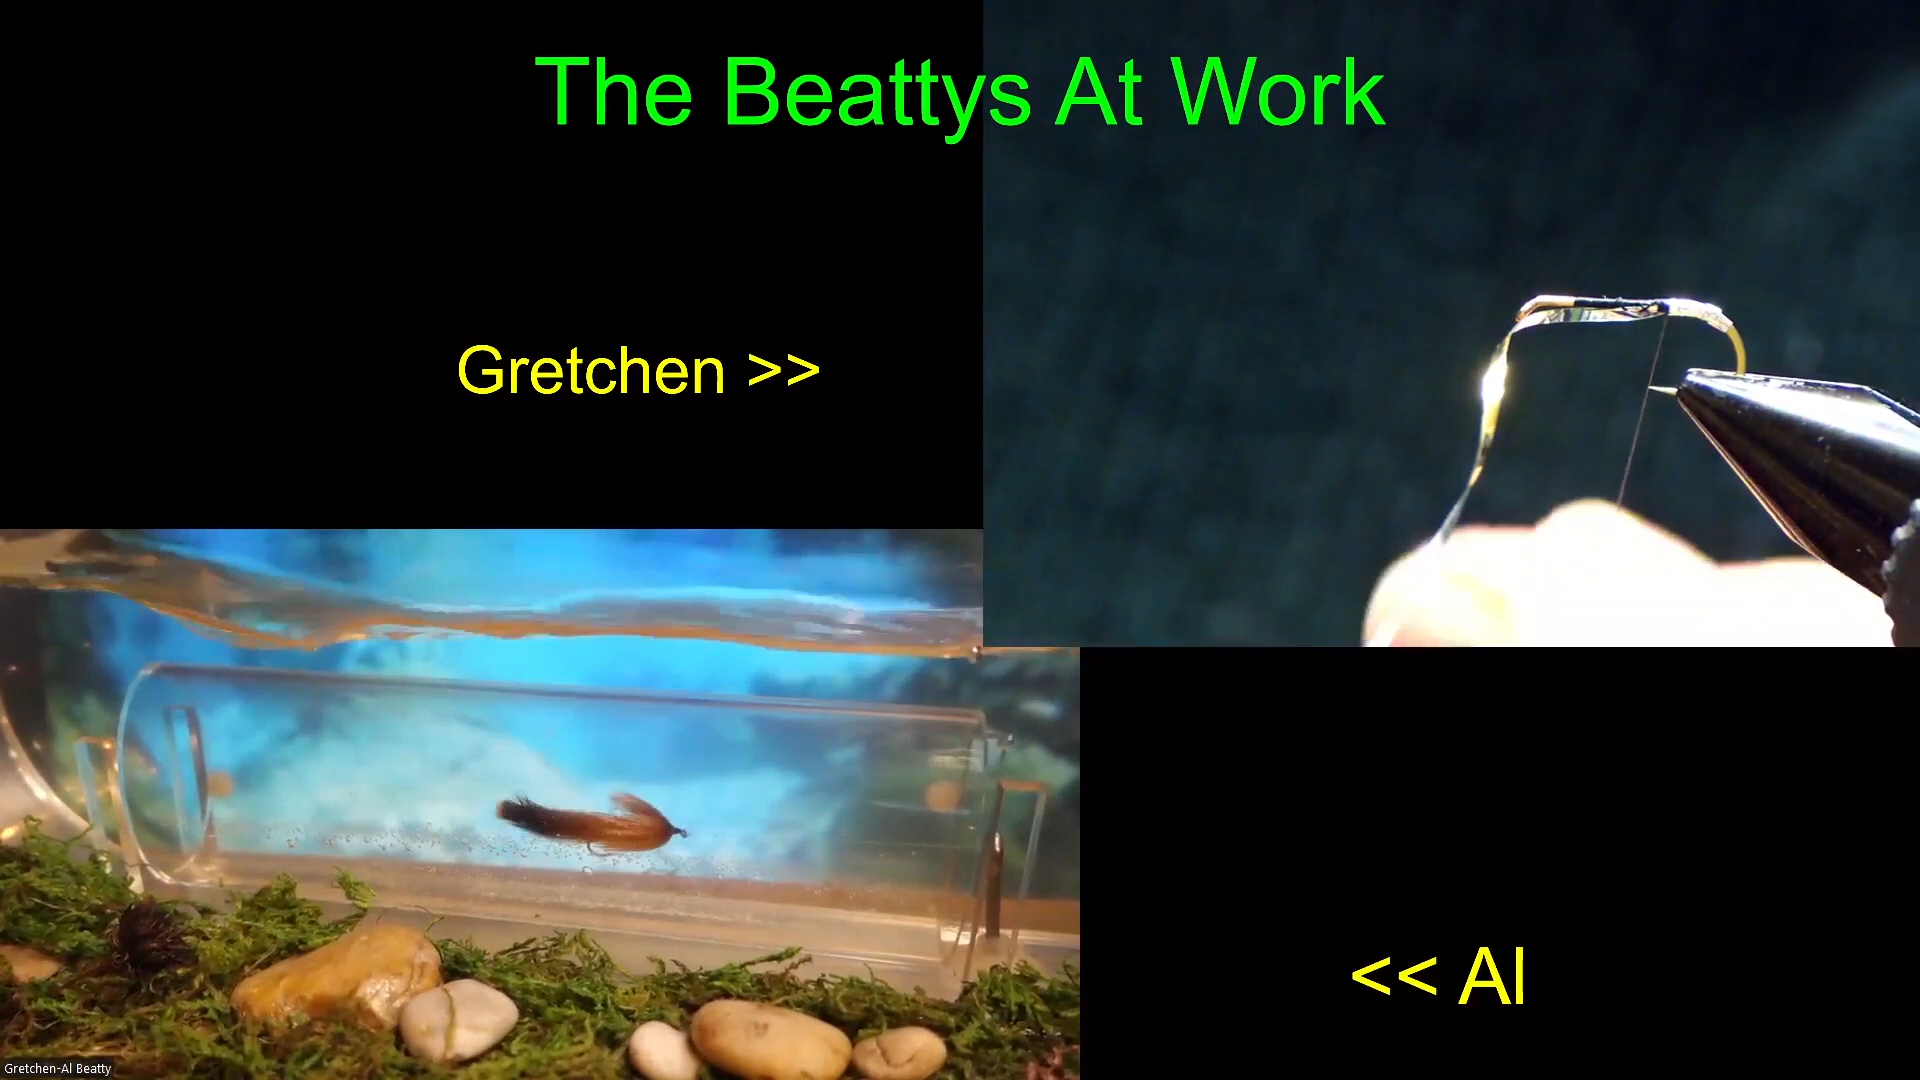 The Beattys At Work
Gretchen >>
<< Al
Gretchen-Al Beatty